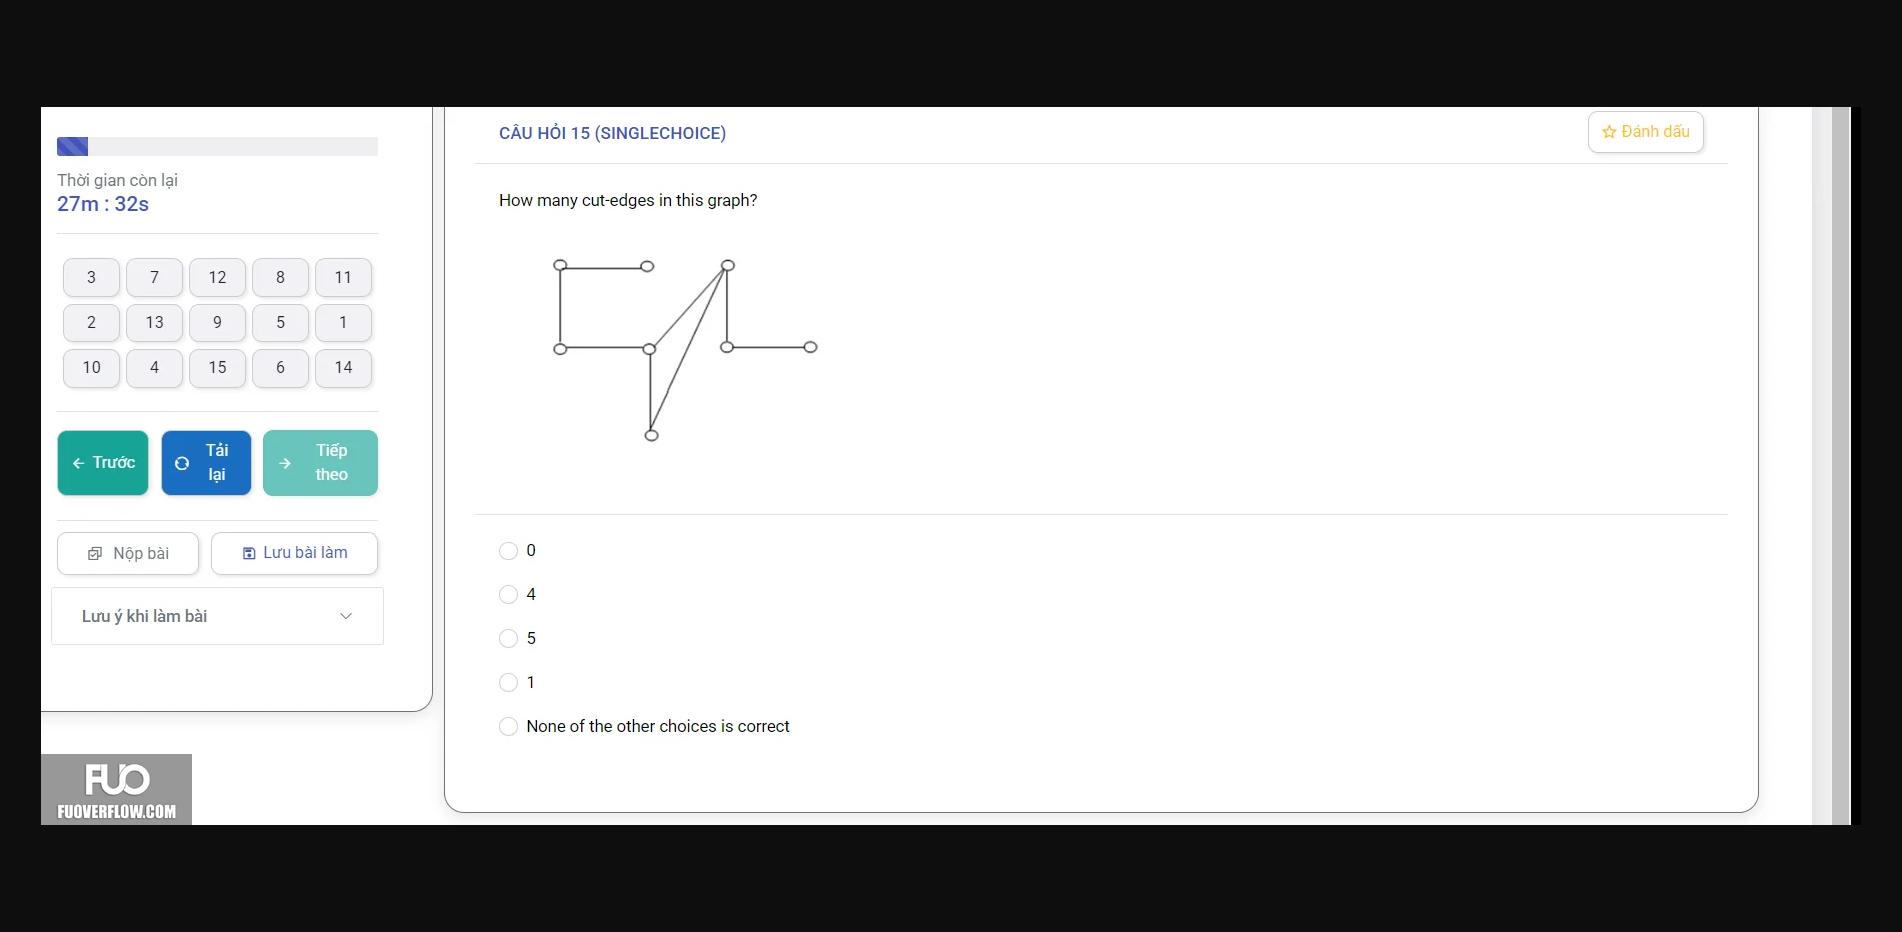 Thời gian còn lại
27m : 32s
3 7 12 8 11
2 13 9 5 1
10 4 15 6 14
Trước
Tải lại
Tiếp theo
Nộp bài
Lưu bài làm
Lưu ý khi làm bài
FUO
FUOVERFLOW.COM
CÂU HỎI 15 (SINGLECHOICE)
Đánh dấu
How many cut-edges in this graph?
0
4
5
1
None of the other choices is correct